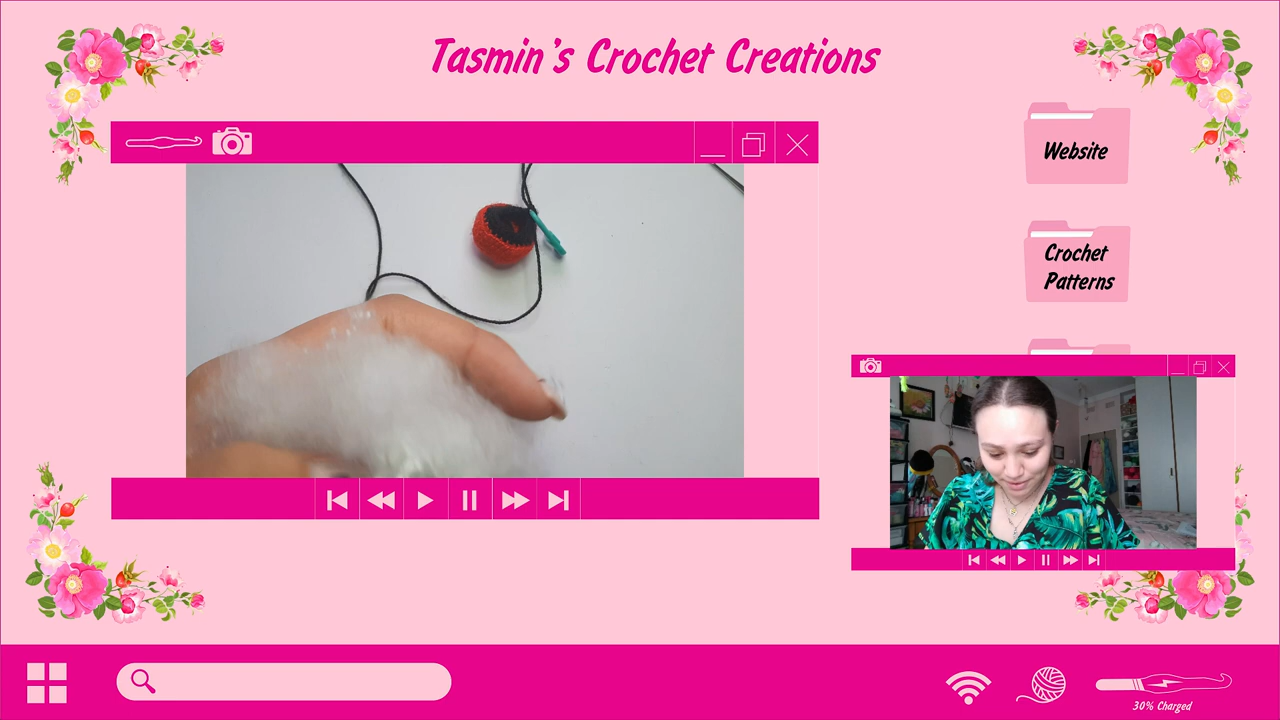 Tasmin's Crochet Creations
Website
Crochet
Patterns
30% Charged